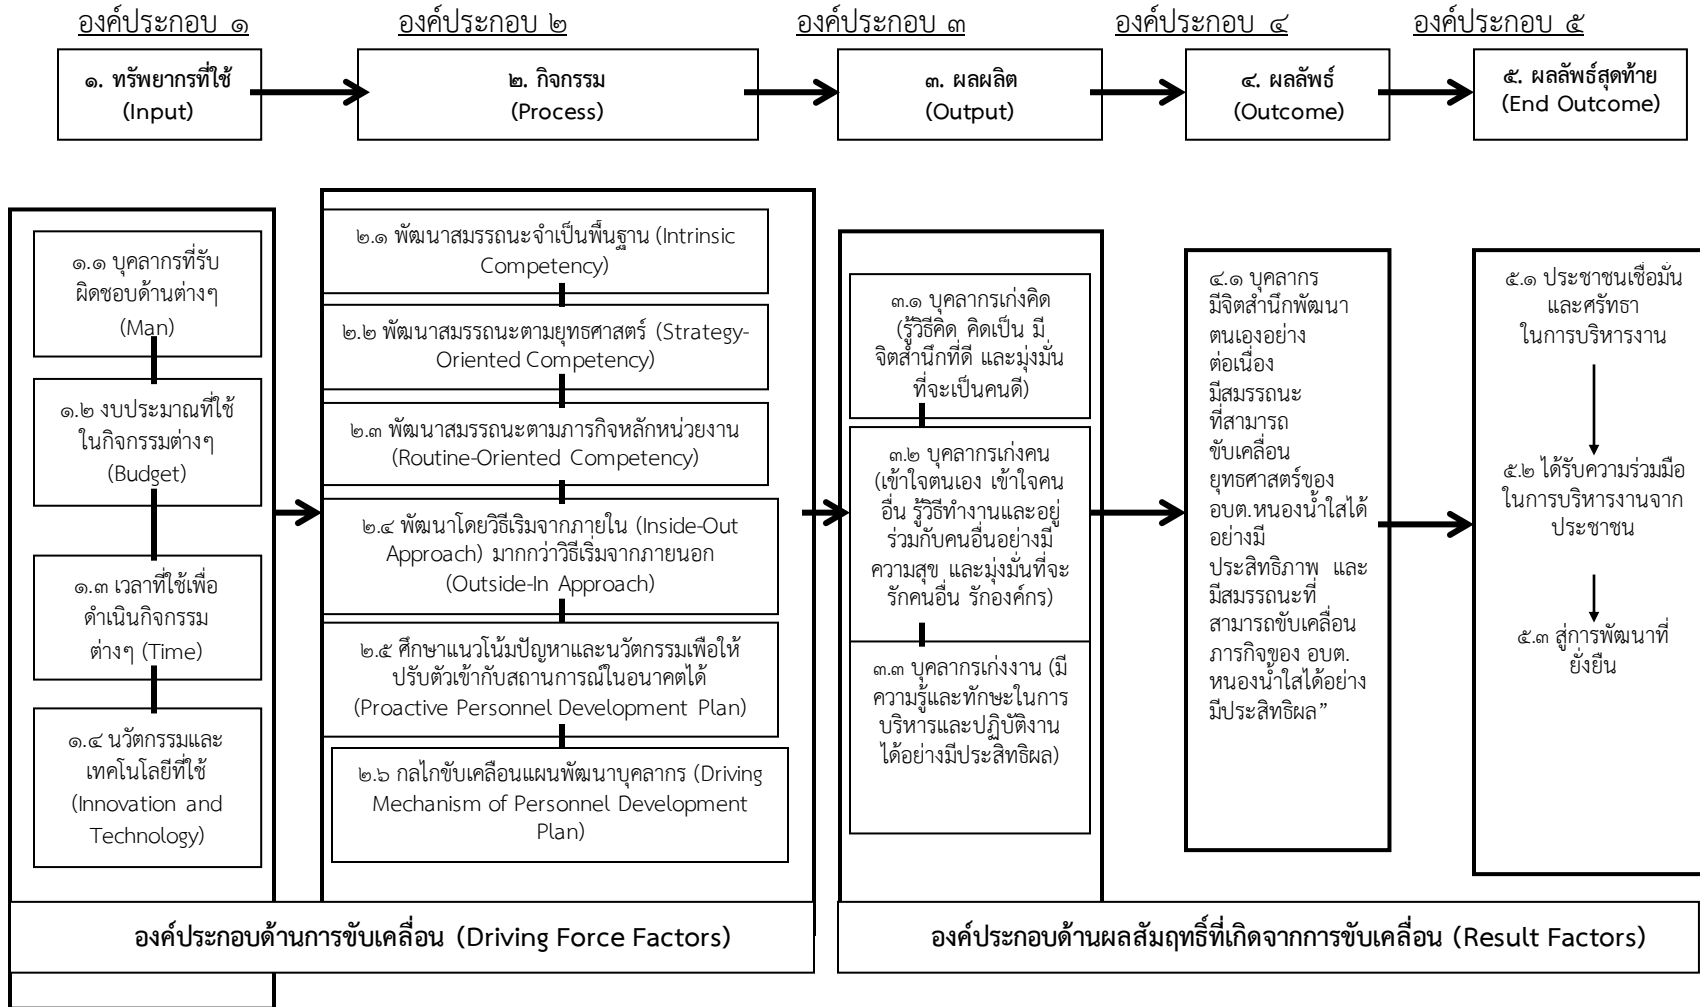 องค์ประกอบ ๑
องค์ประกอบ ๒
องค์ประกอบ ๓
องค์ประกอบ ๔
องค์ประกอบ ๕
๑. ทรัพยากรที่ใช้
(Input)
๒. กิจกรรม
(Process)
๓. ผลผลิต
(Output)
๔. ผลลัพธ์
(Outcome)
๕. ผลลัพธ์สุดท้าย
(End Outcome)
๑.๑ บุคลากรที่รับ
ผิดชอบด้านต่างๆ
(Man)
๑.๒ งบประมาณที่ใช้
ในกิจกรรมต่างๆ
(Budget)
๑.๓ เวลาที่ใช้เพื่อ
ดำเนินกิจกรรม
ต่างๆ (Time)
๑.๔ นวัตกรรมและ
เทคโนโลยีที่ใช้
(Innovation and
Technology)
๒.๑ พัฒนาสมรรถนะจำเป็นพื้นฐาน (Intrinsic
Competency)
๒.๒ พัฒนาสมรรถนะตามยุทธศาสตร์ (Strategy-
Oriented Competency)
๒.๓ พัฒนาสมรรถนะตามภารกิจหลักหน่วยงาน
(Routine-Oriented Competency)
๒.๔ พัฒนาโดยวิธีเริ่มจากภายใน (Inside-Out
Approach) มากกว่าวิธีเริ่มจากภายนอก
(Outside-In Approach)
๒.๕ ศึกษาแนวโน้มปัญหาและนวัตกรรมเพื่อให้
ปรับตัวเข้ากับสถานการณ์ในอนาคตได้
(Proactive Personnel Development Plan)
๒.๖ กลไกขับเคลื่อนแผนพัฒนาบุคลากร (Driving
Mechanism of Personnel Development
Plan)
๓.๑ บุคลากรเก่งคิด
(รู้วิธีคิด คิดเป็น มี
จิตสำนึกที่ดี และมุ่งมั่น
ที่จะเป็นคนดี)
๓.๒ บุคลากรเก่งคน
(เข้าใจตนเอง เข้าใจคน
อื่น รู้วิธีทำงานและอยู่
ร่วมกับคนอื่นอย่างมี
ความสุข และมุ่งมั่นที่จะ
รักคนอื่น รักองค์กร)
๓.๓ บุคลากรเก่งงาน (มี
ความรู้และทักษะในการ
บริหารและปฏิบัติงาน
ได้อย่างมีประสิทธิผล)
๔.๑ บุคลากร
มีจิตสำนึกพัฒนา
ตนเองอย่าง
ต่อเนื่อง
มีสมรรถนะ
ที่สามารถ
ขับเคลื่อน
ยุทธศาสตร์ของ
อบต.หนองน้ำใสได้
อย่างมี
ประสิทธิภาพ และ
มีสมรรถนะที่
สามารถขับเคลื่อน
ภารกิจของ อบต.
หนองน้ำใสได้อย่าง
มีประสิทธิผล”
๕.๑ ประชาชนเชื่อมั่น
และศรัทธา
ในการบริหารงาน
๕.๒ ได้รับความร่วมมือ
ในการบริหารงานจาก
ประชาชน
๕.๓ สู่การพัฒนาที่
ยั่งยืน
องค์ประกอบด้านการขับเคลื่อน (Driving Force Factors)
องค์ประกอบด้านผลสัมฤทธิ์ที่เกิดจากการขับเคลื่อน (Result Factors)